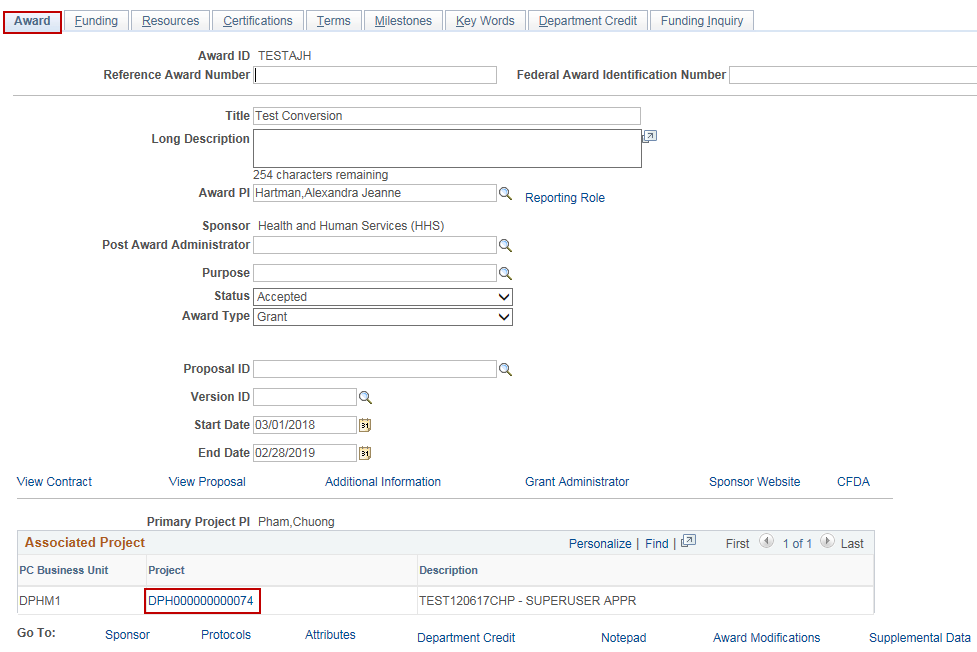 Award Funding Resources Certifications Terms Milestones Key Words Department Credit Funding Inquiry
Award ID TESTAJH
Reference Award Number Federal Award Identification Number
Title Test Conversion
Long Description
254 characters remaining
Award PI Hartman,Alexandra Jeanne Reporting Role
Sponsor Health and Human Services (HHS)
Post Award Administrator
Purpose
Status Accepted
Award Type Grant
Proposal ID
Version ID
Start Date 03/01/2018 31
End Date 02/28/2019 31
View Contract View Proposal Additional Information Grant Administrator Sponsor Website CFDA
Primary Project PI Pham,Chuong
Associated Project Personalize | Find | First 1 of 1 Last
PC Business Unit Project Description
DPHM1 DPH000000000074 TEST120617CHP - SUPERUSER APPR
Go To: Sponsor Protocols Attributes Department Credit Notepad Award Modifications Supplemental Data